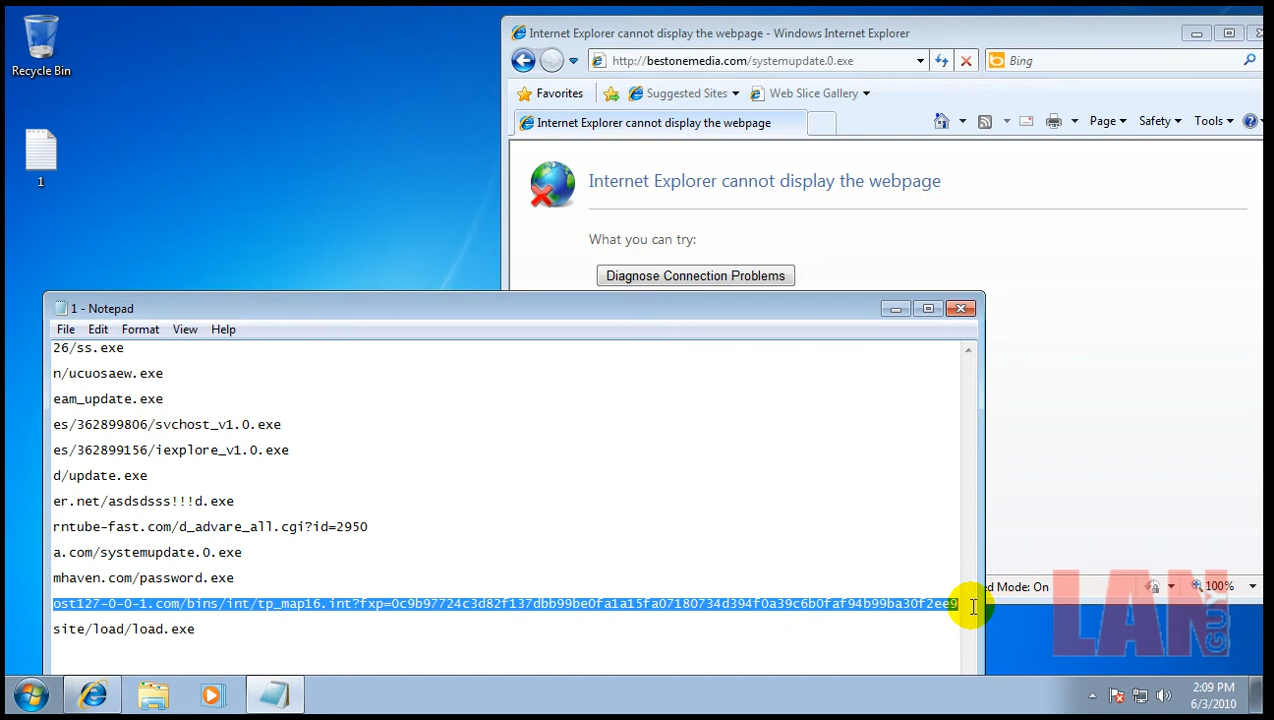 Recycle Bin
1
Internet Explorer cannot display the webpage - Windows Internet Explorer
http://bestonemedia.com/systemupdate.0.exe
Bing
Favorites
Suggested Sites
Web Slice Gallery
Internet Explorer cannot display the webpage
Page
Safety
Tools
Internet Explorer cannot display the webpage
What you can try:
Diagnose Connection Problems
1 - Notepad
File Edit Format View Help
26/ss.exe
n/ucuosaew.exe
eam_update.exe
es/362899806/svchost_v1.0.exe
es/362899156/iexplore_v1.0.exe
d/update.exe
er.net/asdsdsss!!!d.exe
rntube-fast.com/d_advare_all.cgi?id=2950
a.com/systemupdate.0.exe
mhaven.com/password.exe
ost127-0-0-1.com/bins/int/tp_map16.int?fxp=0c9b97724c3d82f137dbb99be0fa1a15fa07180734d394f0a39c6b0faf94b99ba30f2ee9
site/load/load.exe
d Mode: On
100%
LAN
GUY
2:09 PM
6/3/2010